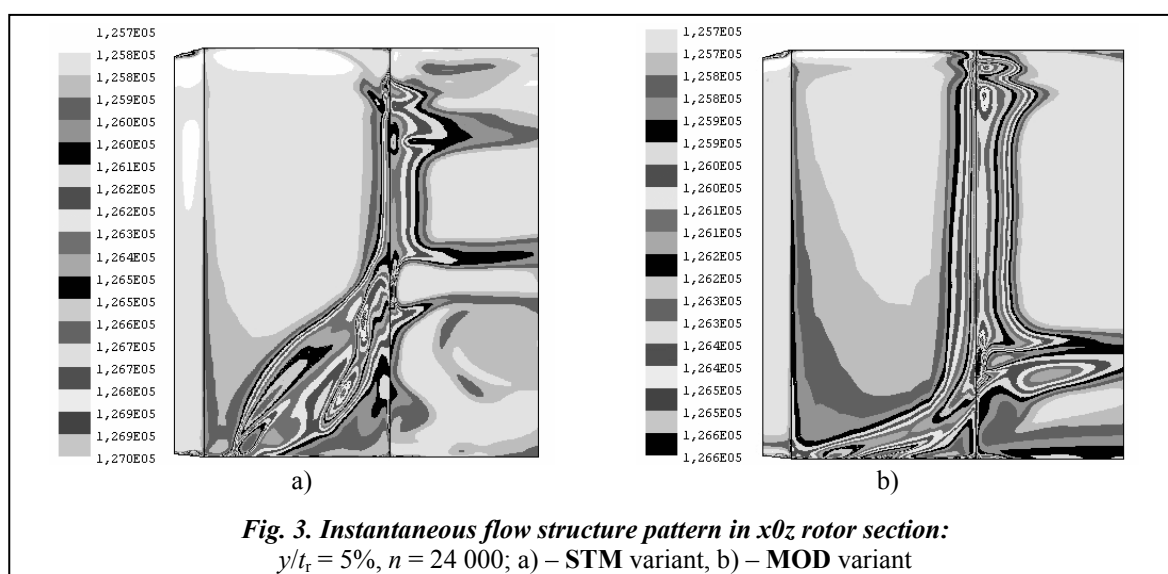 1,257E05
1,258E05
1,258E05
1,259E05
1,260E05
1,260E05
1,261E05
1,262E05
1,262E05
1,263E05
1,264E05
1,265E05
1,265E05
1,266E05
1,267E05
1,267E05
1,268E05
1,269E05
1,269E05
1,270E05
1,257E05
1,257E05
1,258E05
1,258E05
1,259E05
1,259E05
1,260E05
1,260E05
1,261E05
1,261E05
1,262E05
1,262E05
1,263E05
1,263E05
1,264E05
1,264E05
1,265E05
1,265E05
1,266E05
1,266E05
a)
b)
Fig. 3. Instantaneous flow structure pattern in x0z rotor section:
y/tr = 5%, n = 24 000; a) – STM variant, b) – MOD variant